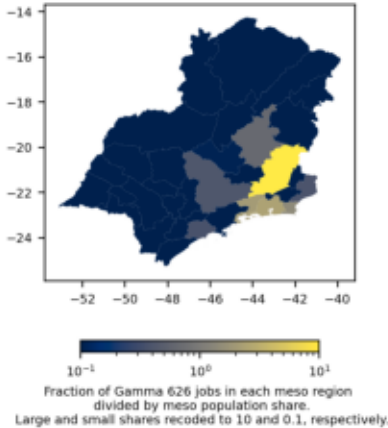 −14
−16
−18
−20
−22
−24
−52 −50 −48 −46 −44 −42 −40
10⁻¹ 10⁰ 10¹
Fraction of Gamma 626 jobs in each meso region
divided by meso population share.
Large and small shares recoded to 10 and 0.1, respectively.